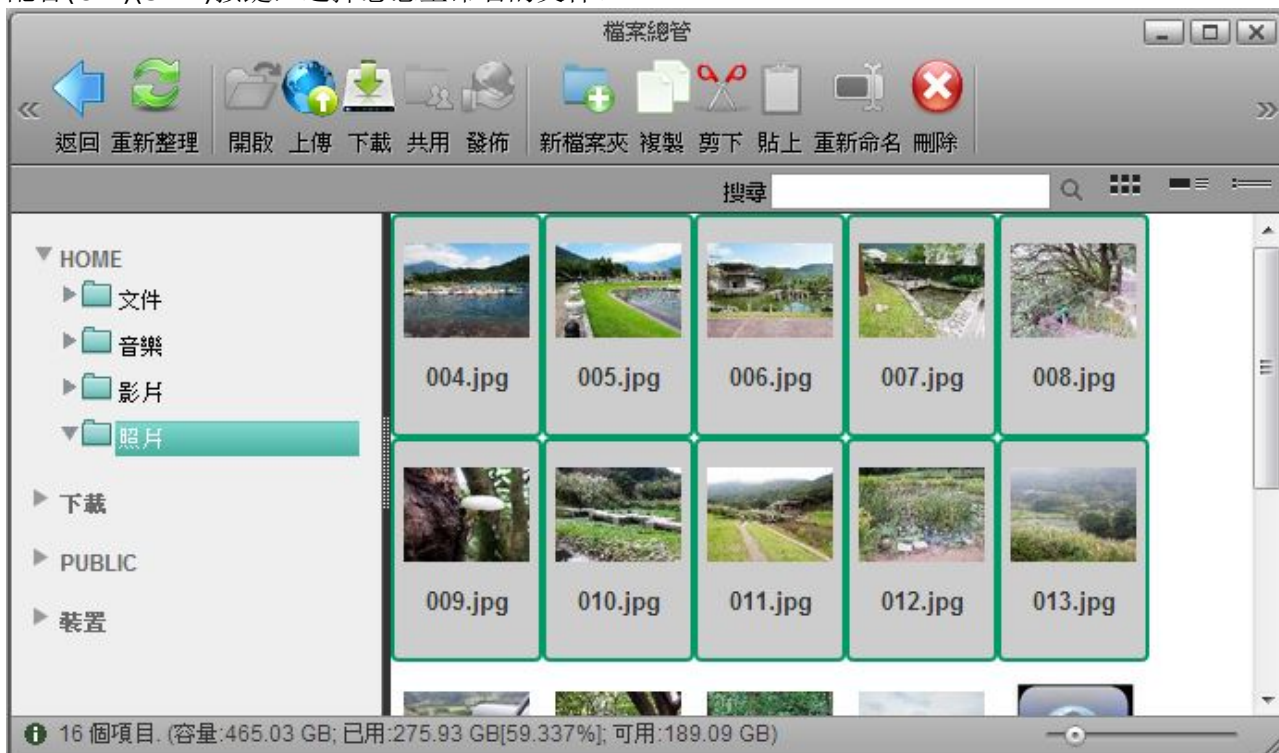 檔案總管
返回 重新整理 開啟 上傳 下載 共用 發佈 新檔案夾 複製 剪下 貼上 重新命名 刪除
搜尋
HOME
文件
音樂
影片
照片
下載
PUBLIC
裝置
004.jpg 005.jpg 006.jpg 007.jpg 008.jpg
009.jpg 010.jpg 011.jpg 012.jpg 013.jpg
16 個項目. (容量:465.03 GB; 已用:275.93 GB[59.337%]; 可用:189.09 GB)